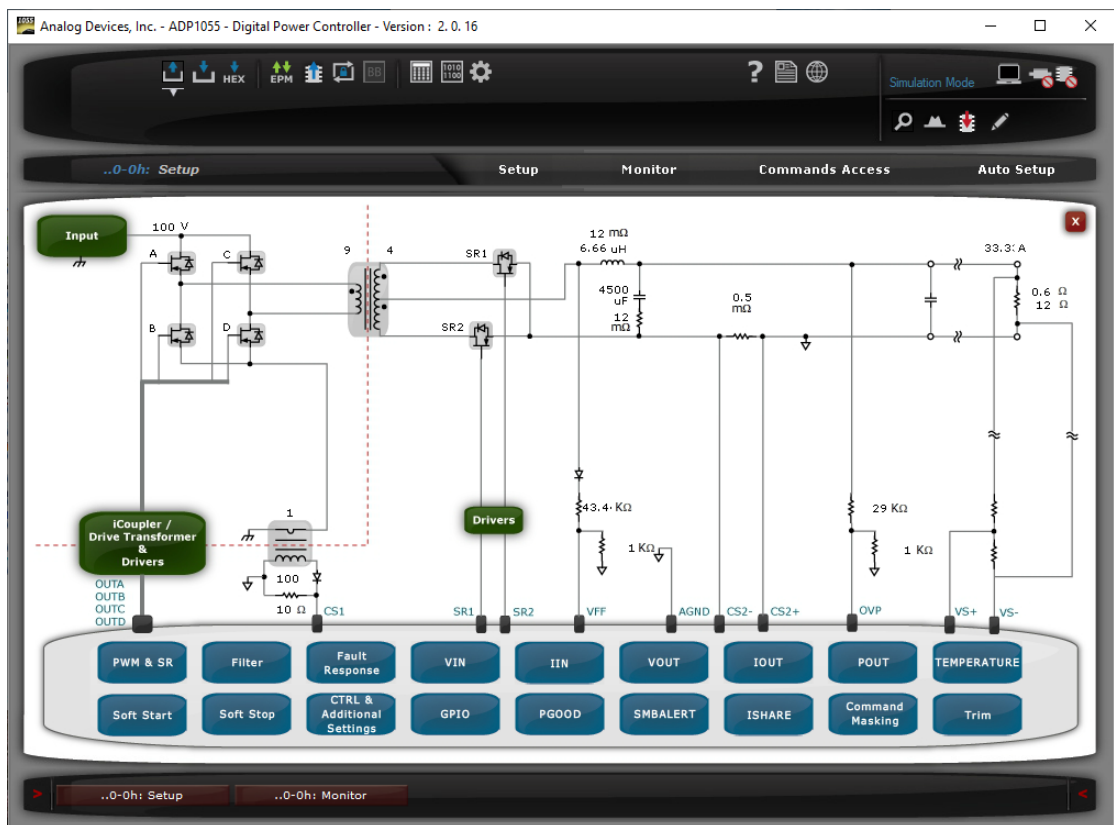 Analog Devices, Inc. - ADP1055 - Digital Power Controller - Version : 2. 0. 16
HEX
EPM
BB
1010
1100
?
Simulation Mode
..0-0h: Setup
Setup
Monitor
Commands Access
Auto Setup
Input
100 V
A
C
B
D
9
4
SR1
SR2
12 mΩ
6.66 uH
4500
uF
12
mΩ
0.5
mΩ
33.3: A
0.6 Ω
12 Ω
X
iCoupler /
Drive Transformer
&
Drivers
1
100
10 Ω
Drivers
43.4· KΩ
1 KΩ
29 KΩ
1 KΩ
OUTA
OUTB
OUTC
OUTD
CS1
SR1
SR2
VFF
AGND
CS2-
CS2+
OVP
VS+
VS-
PWM & SR
Filter
Fault
Response
VIN
IIN
VOUT
IOUT
POUT
TEMPERATURE
Soft Start
Soft Stop
CTRL &
Additional
Settings
GPIO
PGOOD
SMBALERT
ISHARE
Command
Masking
Trim
>
..0-0h: Setup
..0-0h: Monitor
<